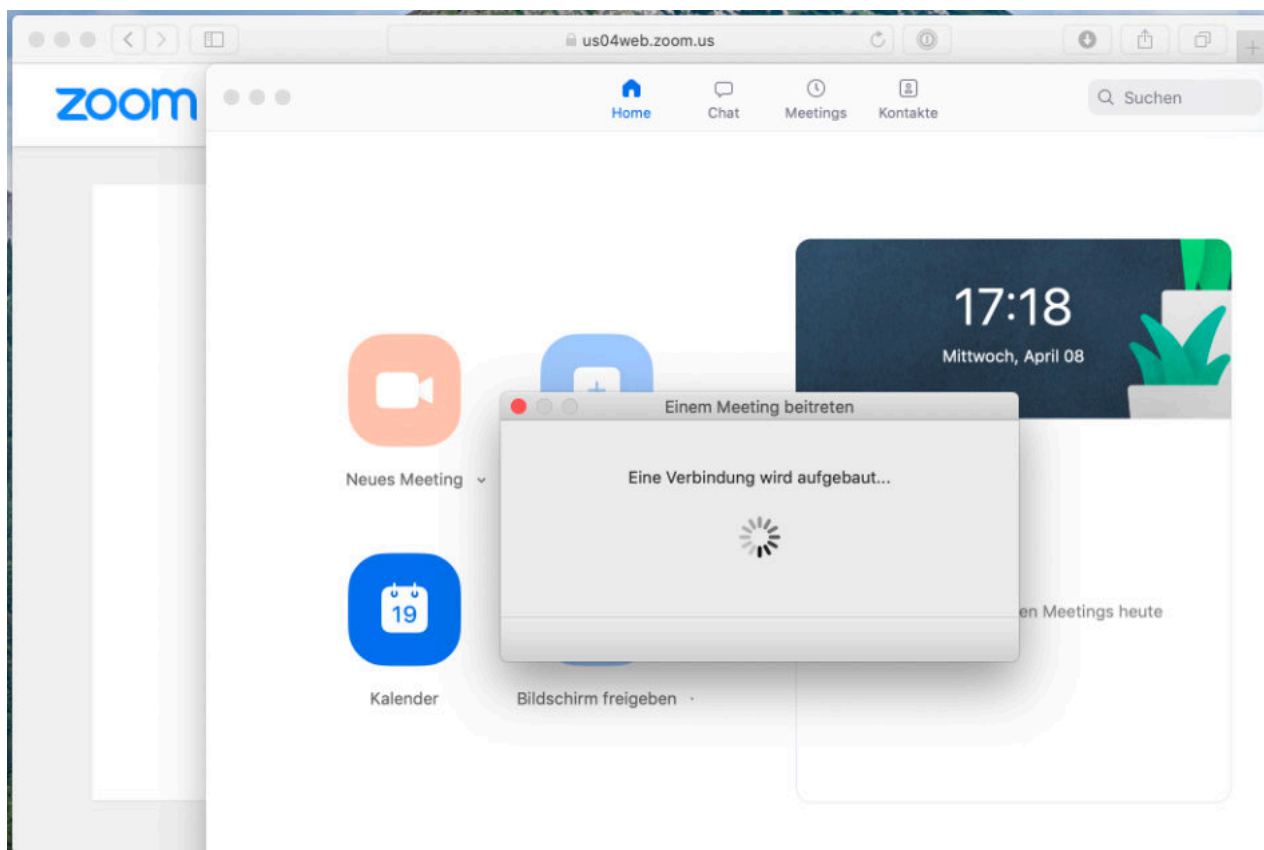 us04web.zoom.us
zoom
Home
Chat
Meetings
Kontakte
Suchen
17:18
Mittwoch, April 08
Einem Meeting beitreten
Eine Verbindung wird aufgebaut...
Neues Meeting
19
en Meetings heute
Kalender
Bildschirm freigeben